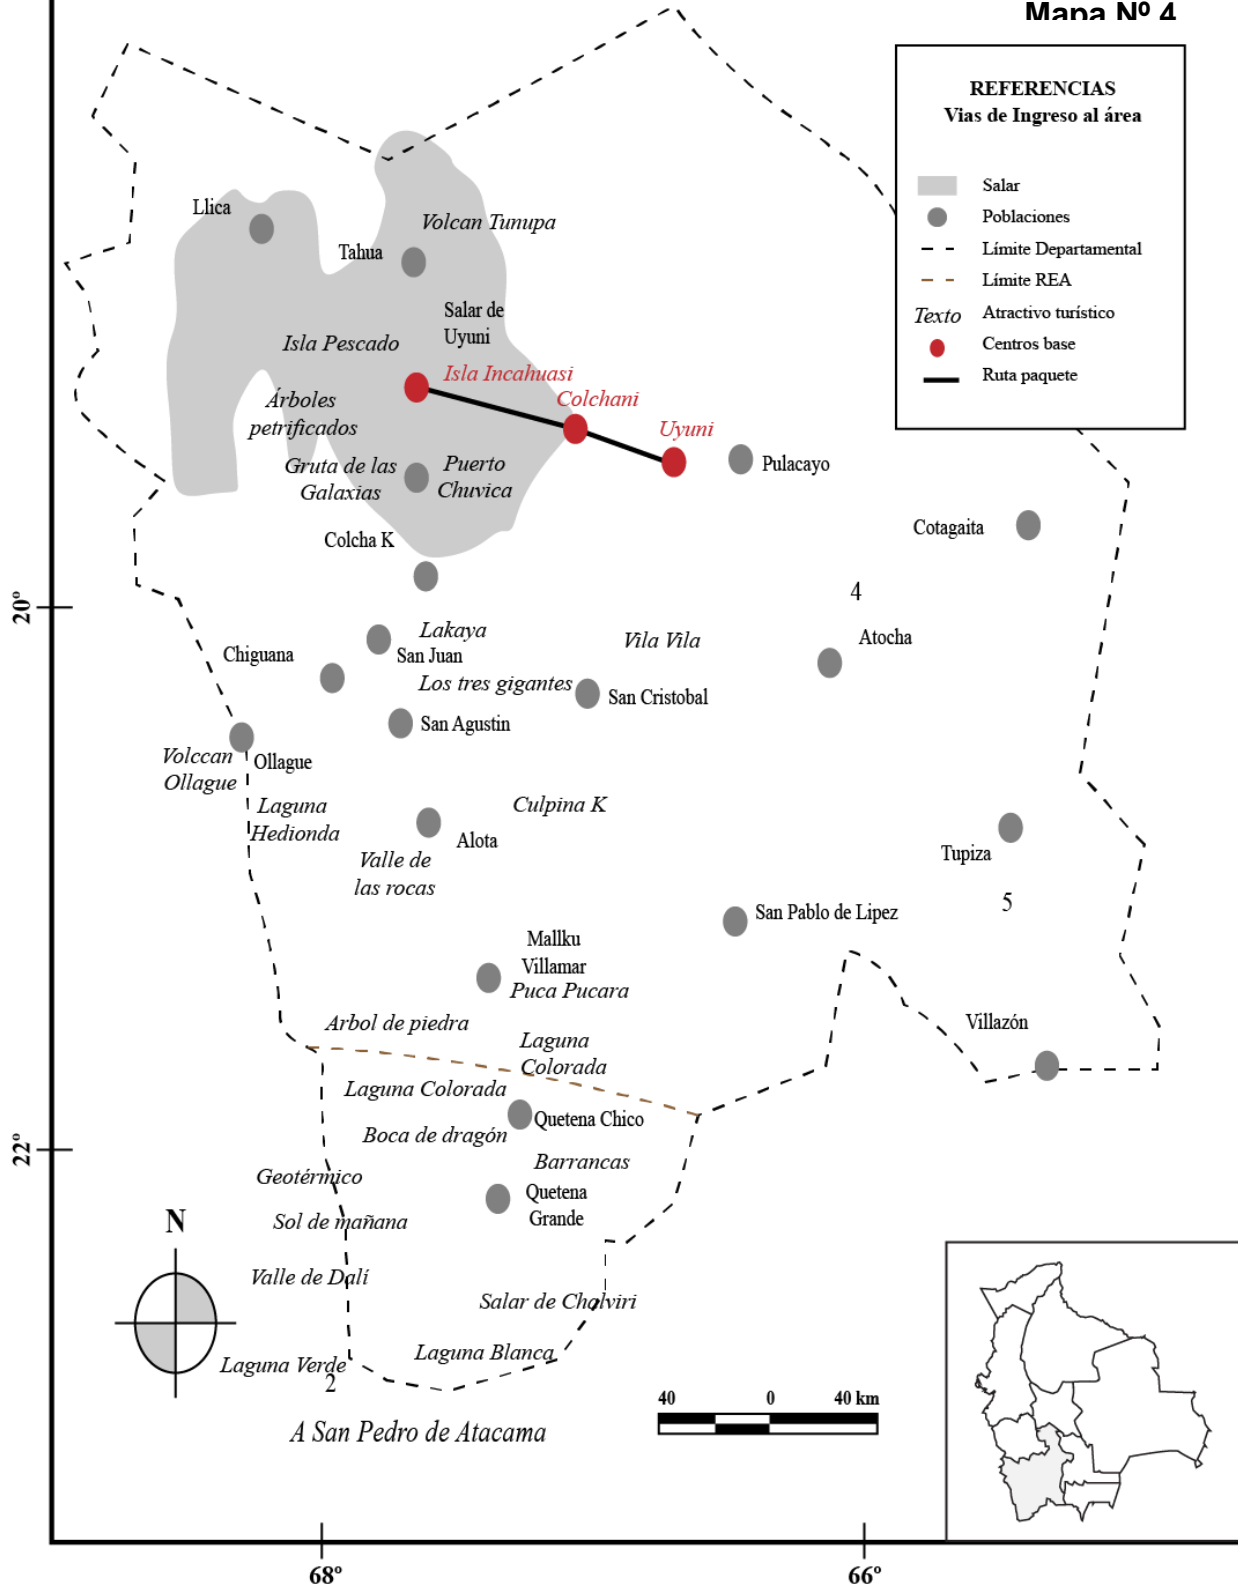 Mapa Nº 4
REFERENCIAS
Vias de Ingreso al área
Salar
Poblaciones
Límite Departamental
Límite REA
Texto
Atractivo turístico
Centros base
Ruta paquete
Llica
Volcan Tunupa
Tahua
Salar de
Uyuni
Isla Pescado
Isla Incahuasi
Colchani
Árboles
petrificados
Uyuni
Pulacayo
Gruta de las
Galaxias
Puerto
Chuvica
Cotagaita
Colcha K
20º
4
Lakaya
Vila Vila
Atocha
Chiguana
San Juan
Los tres gigantes
San Cristobal
San Agustin
Volccan
Ollague
Ollague
Laguna
Hedionda
Culpina K
Alota
Tupiza
Valle de
las rocas
5
San Pablo de Lipez
Mallku
Villamar
Puca Pucara
Arbol de piedra
Villazón
Laguna
Colorada
Laguna Colorada
Quetena Chico
Boca de dragón
22º
Barrancas
Geotérmico
Quetena
Grande
N
Sol de mañana
Valle de Dalí
Salar de Chalviri
Laguna Blanca
Laguna Verde
2
40 0 40 km
A San Pedro de Atacama
68º
66º